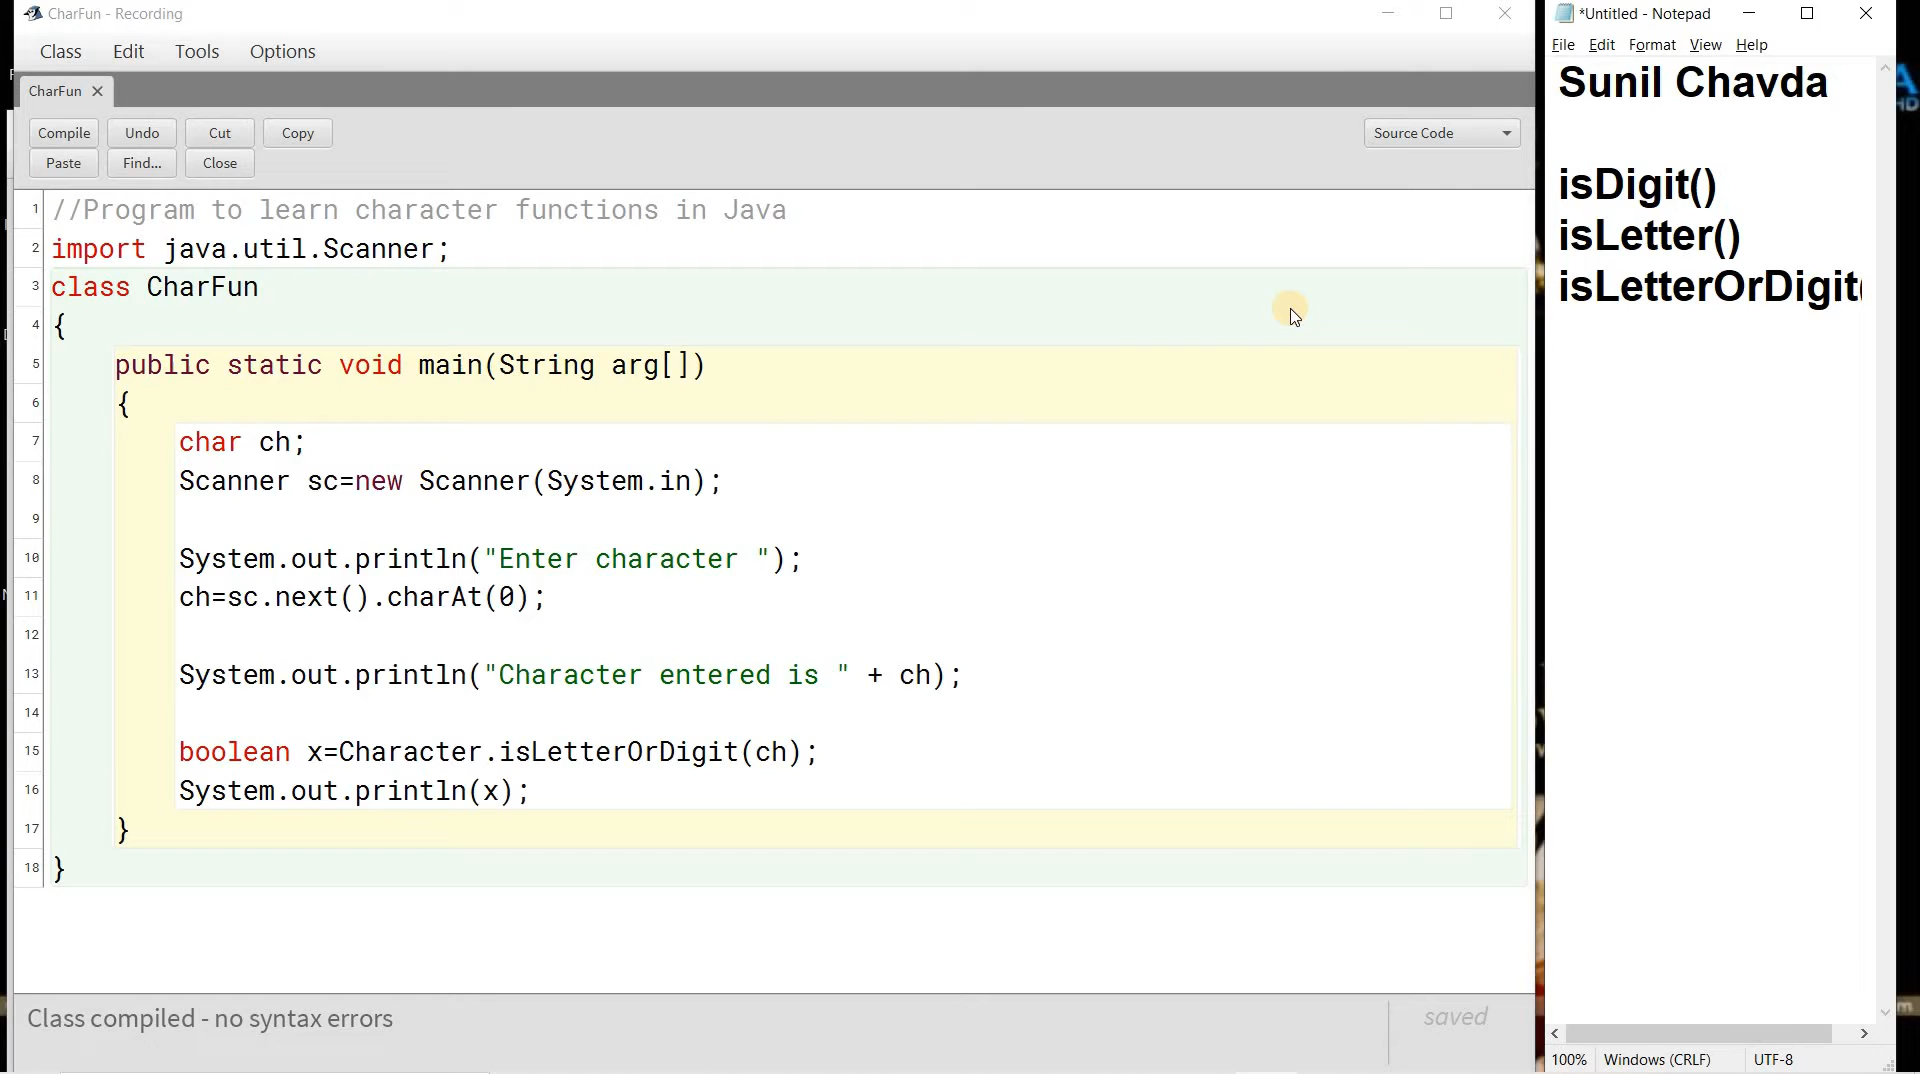 CharFun - Recording
Class Edit Tools Options
CharFun
Compile Undo Cut Copy
Paste Find... Close
Source Code
1 //Program to learn character functions in Java
2 import java.util.Scanner;
3 class CharFun
4 {
5 public static void main(String arg[])
6 {
7 char ch;
8 Scanner sc=new Scanner(System.in);
9
10 System.out.println("Enter character ");
11 ch=sc.next().charAt(0);
12
13 System.out.println("Character entered is " + ch);
14
15 boolean x=Character.isLetterOrDigit(ch);
16 System.out.println(x);
17 }
18 }
Class compiled - no syntax errors
saved
*Untitled - Notepad
File Edit Format View Help
Sunil Chavda
isDigit()
isLetter()
isLetterOrDigit(
100% Windows (CRLF) UTF-8